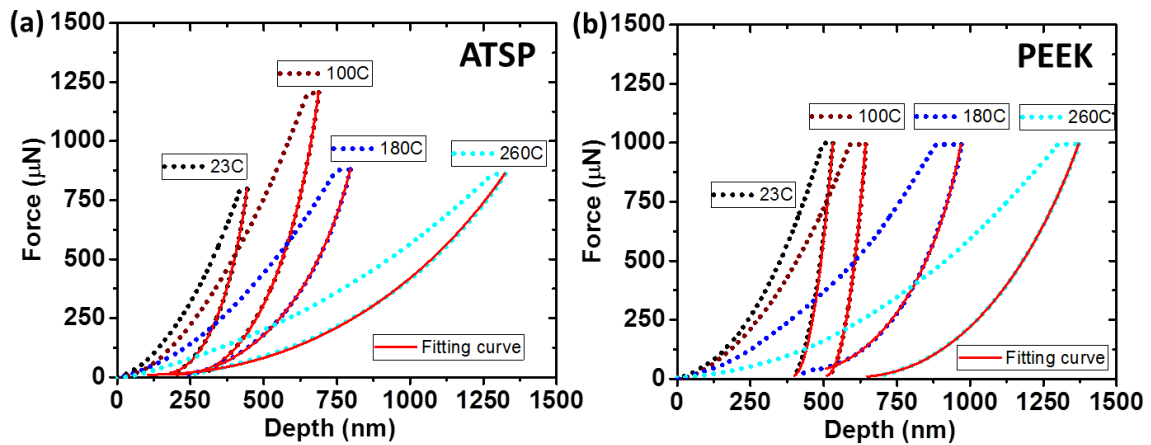 (a)
ATSP
1500
1250
1000
750
500
250
0
Force (μN)
100C
23C
180C
260C
Fitting curve
0 250 500 750 1000 1250 1500
Depth (nm)
(b)
PEEK
1500
1250
1000
750
500
250
0
Force (μN)
100C
180C
260C
23C
Fitting curve
0 250 500 750 1000 1250 1500
Depth (nm)